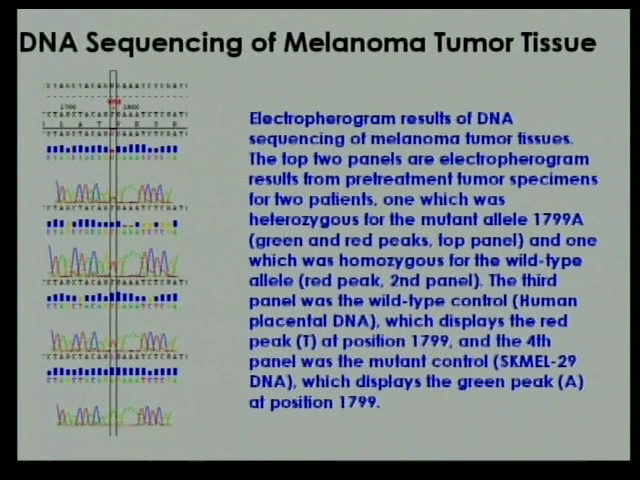 DNA Sequencing of Melanoma Tumor Tissue
1790 1800
Electropherogram results of DNA
sequencing of melanoma tumor tissues.
The top two panels are electropherogram
results from pretreatment tumor specimens
for two patients, one which was
heterozygous for the mutant allele 1799A
(green and red peaks, top panel) and one
which was homozygous for the wild-type
allele (red peak, 2nd panel). The third
panel was the wild-type control (Human
placental DNA), which displays the red
peak (T) at position 1799, and the 4th
panel was the mutant control (SKMEL-29
DNA), which displays the green peak (A)
at position 1799.